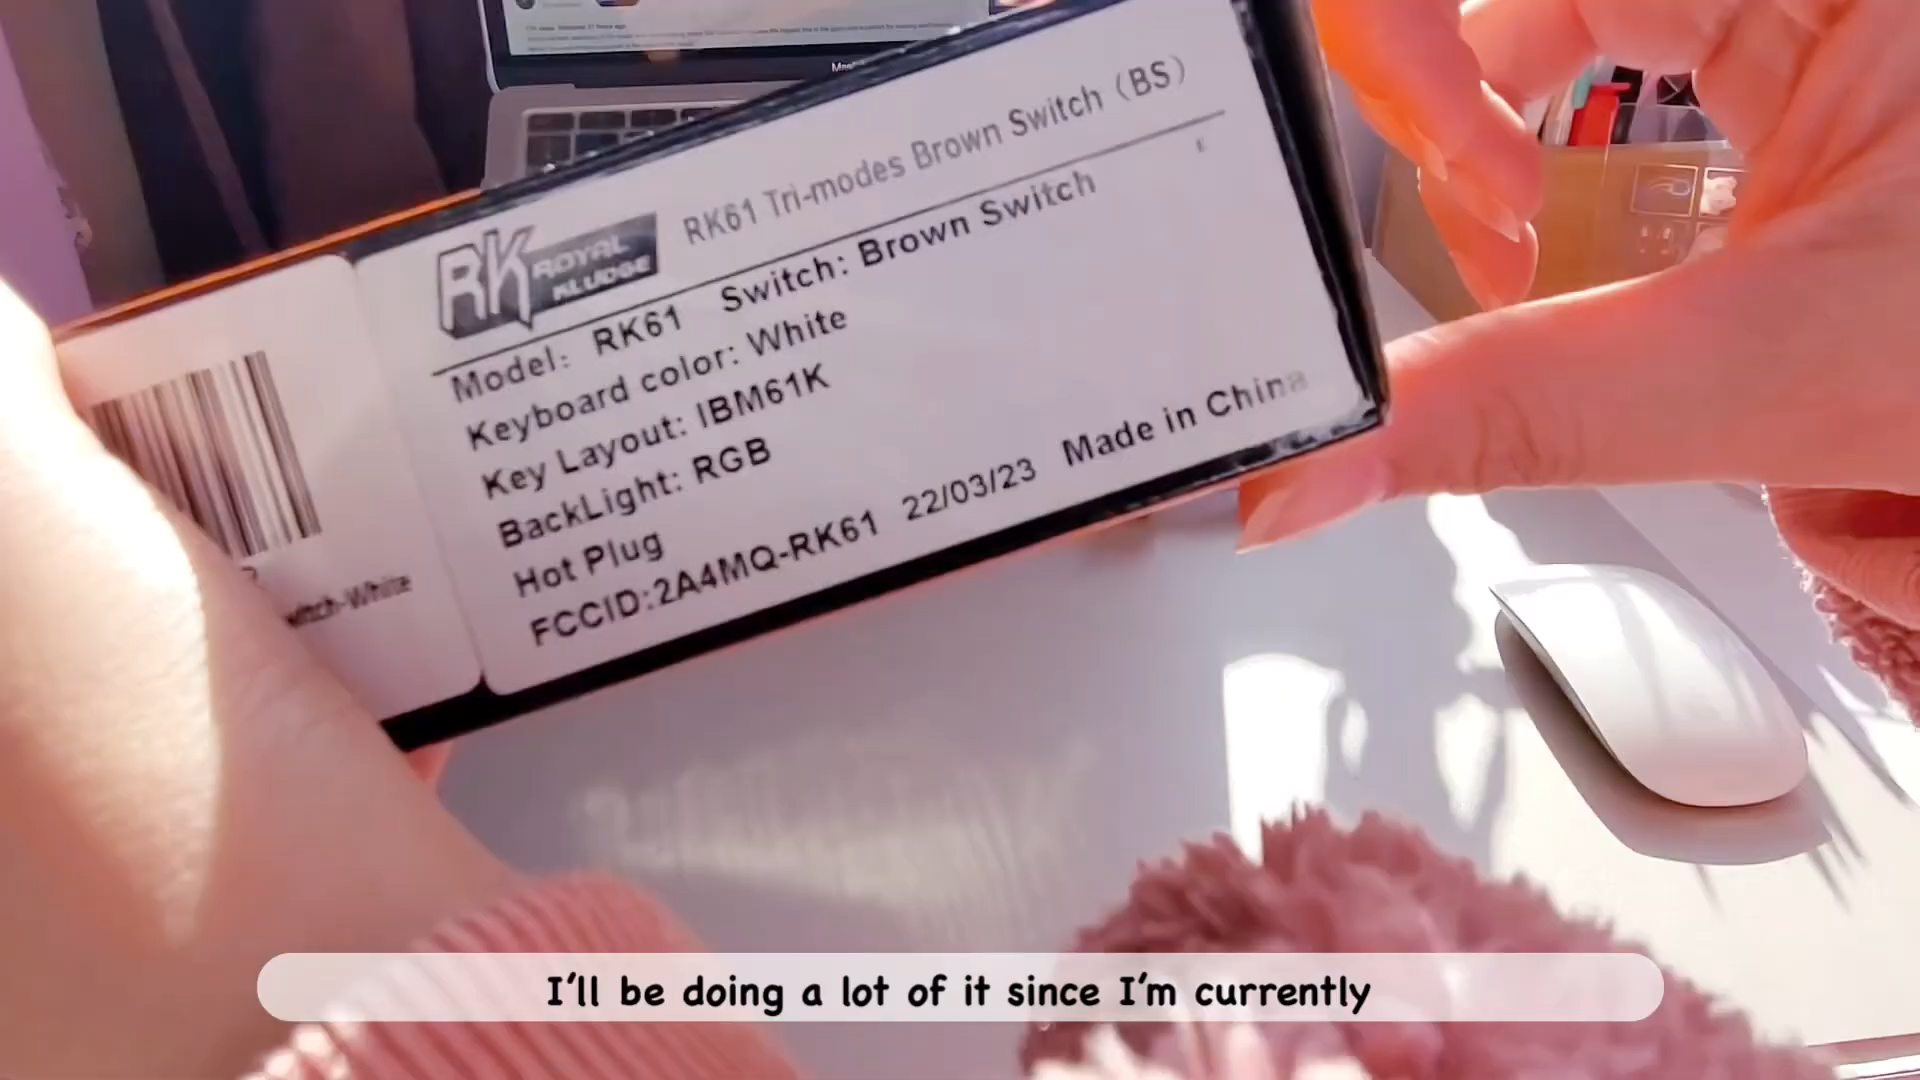 RK ROYAL KLUDGE
RK61 Tri-modes Brown Switch (BS)
E
Model: RK61 Switch: Brown Switch
Keyboard color: White
Key Layout: IBM61K
BackLight: RGB
Hot Plug
FCCID:2A4MQ-RK61 22/03/23 Made in China
witch-White
I'll be doing a lot of it since I'm currently